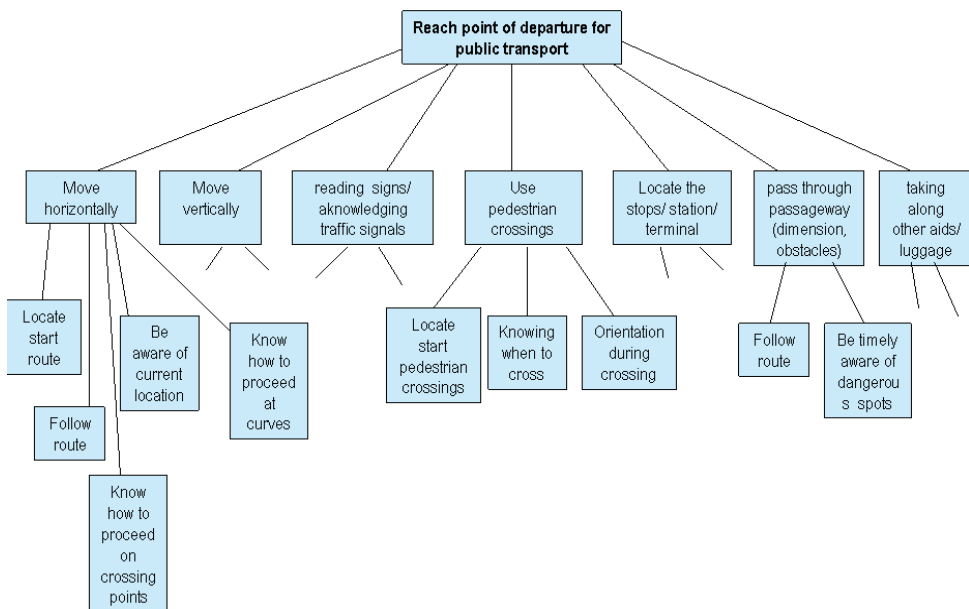 Reach point of departure for
public transport
Move
horizontally
Move
vertically
reading signs/
aknowledging
traffic signals
Use
pedestrian
crossings
Locate the
stops/ station/
terminal
pass through
passageway
(dimension,
obstacles)
taking
along
other aids/
luggage
Locate
start
route
Be
aware of
current
location
Know
how to
proceed
at
curves
Locate
start
pedestrian
crossings
Knowing
when to
cross
Orientation
during
crossing
Follow
route
Be timely
aware of
dangerou
s spots
Follow
route
Know
how to
proceed
on
crossing
points